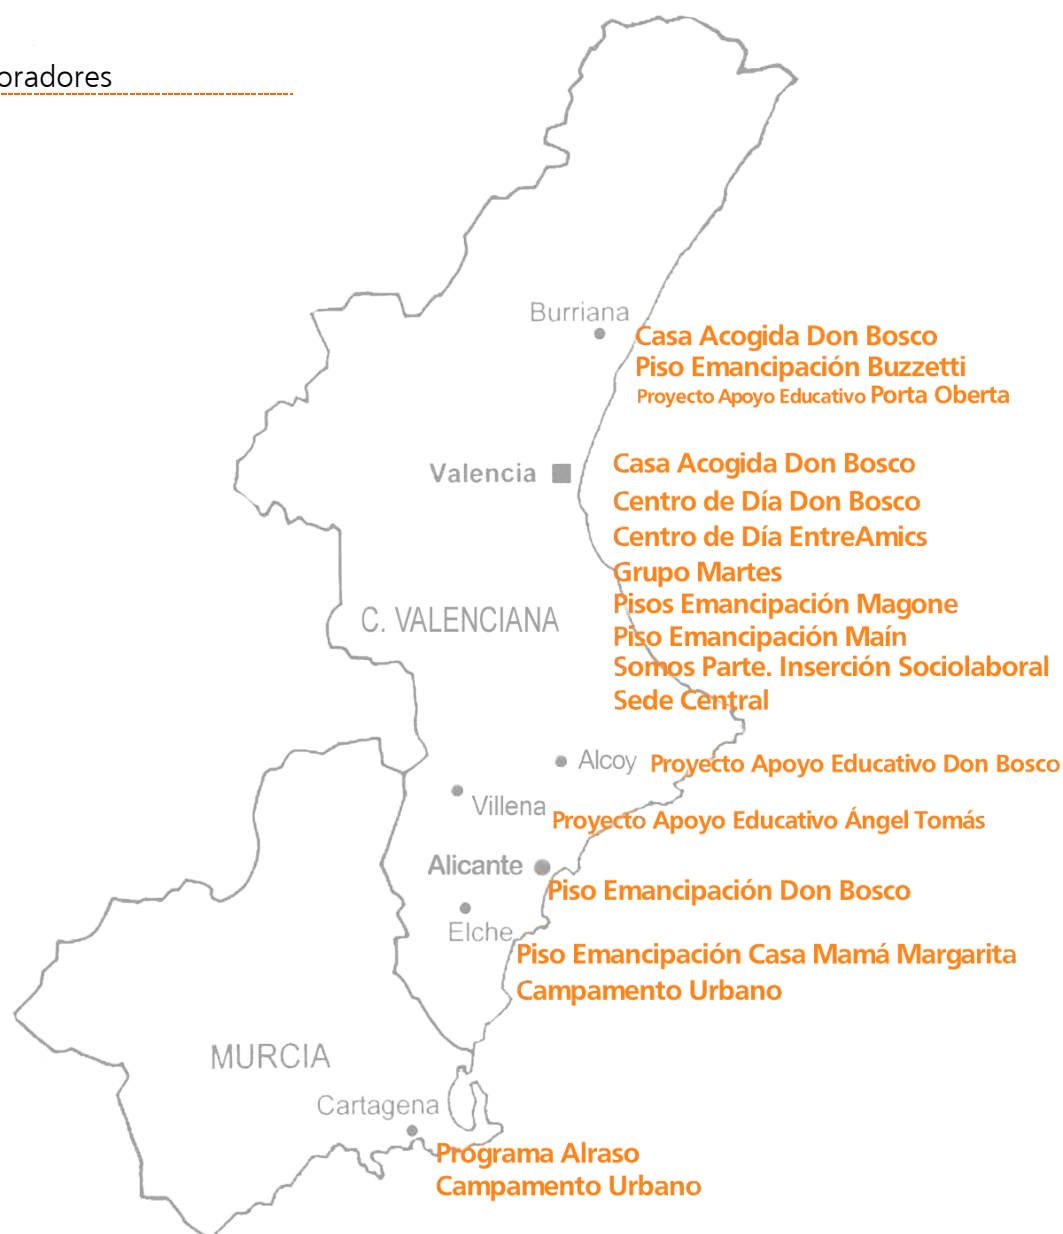 oradores
Burriana
Casa Acogida Don Bosco
Piso Emancipación Buzzetti
Proyecto Apoyo Educativo Porta Oberta
Valencia
Casa Acogida Don Bosco
Centro de Día Don Bosco
Centro de Día EntreAmics
Grupo Martes
Pisos Emancipación Magone
Piso Emancipación Maín
Somos Parte. Inserción Sociolaboral
Sede Central
C. VALENCIANA
Alcoy Proyecto Apoyo Educativo Don Bosco
Villena Proyecto Apoyo Educativo Ángel Tomás
Alicante
Piso Emancipación Don Bosco
Elche
Piso Emancipación Casa Mamá Margarita
Campamento Urbano
MURCIA
Cartagena
Programa Alraso
Campamento Urbano